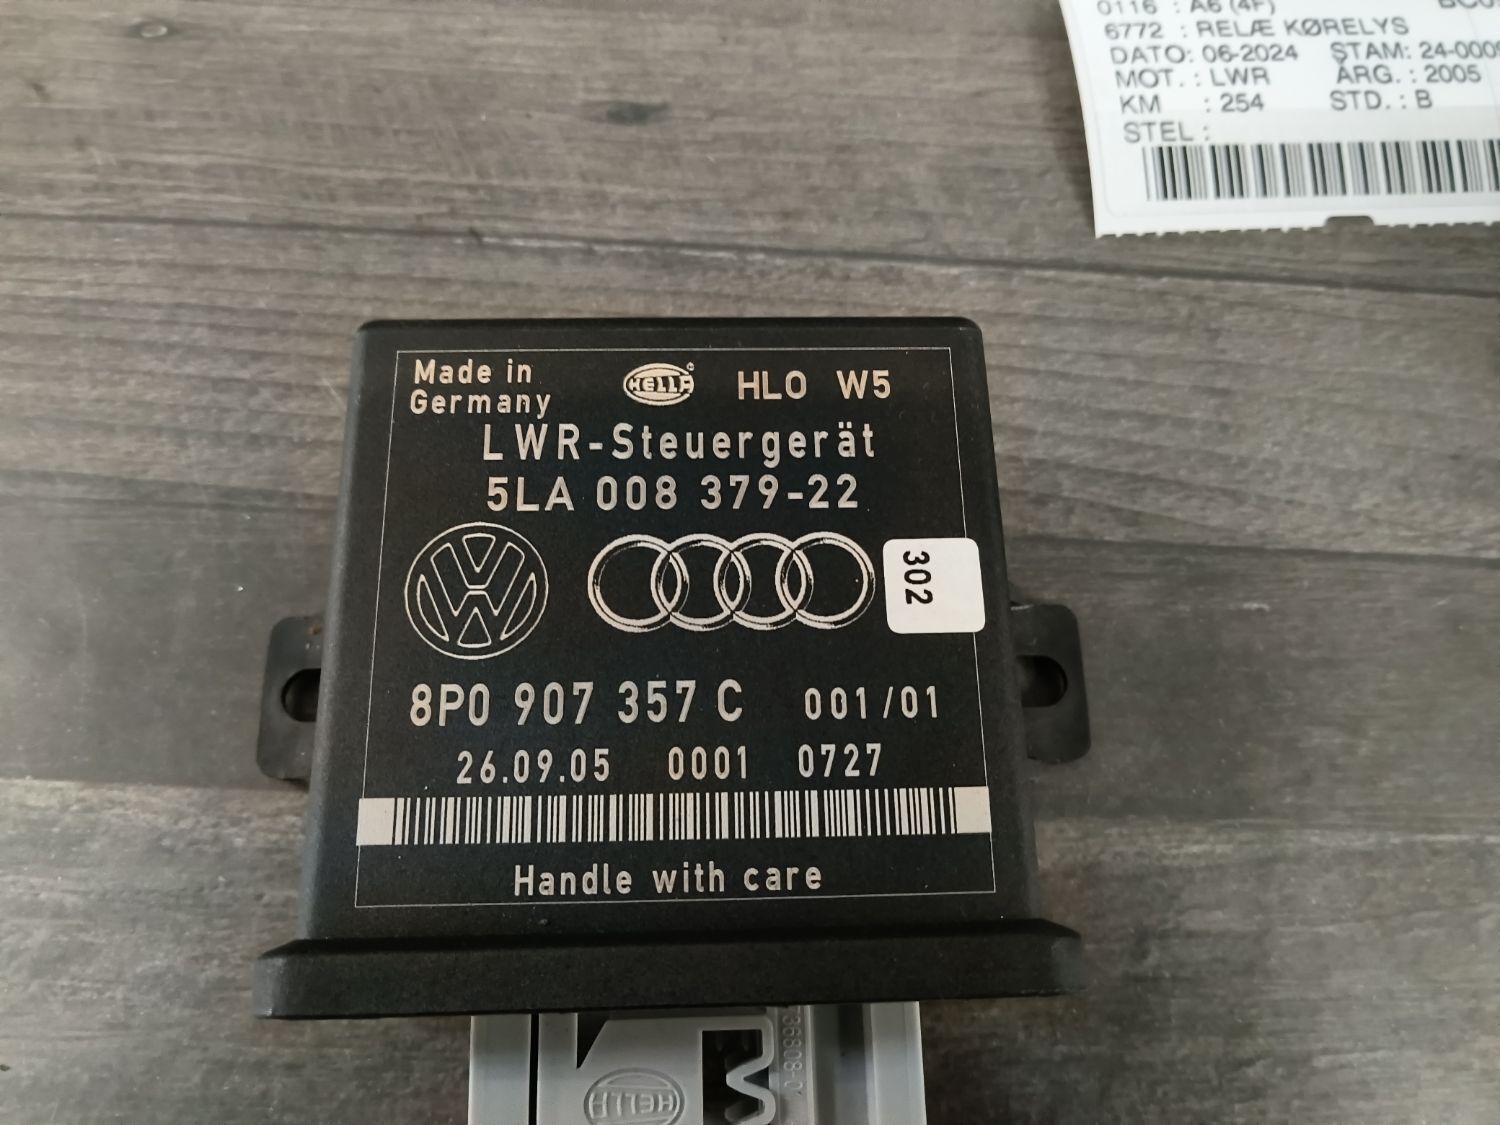 0116 : A6 (4F)
6772 : RELÆ KØRELYS
DATO: 06-2024 STAM: 24-0009
MOT. : LWR ÅRG. : 2005
KM : 254 STD. : B
STEL :
Made in
Germany
HELLA
HLO W5
LWR-Steuergerät
5LA 008 379-22
302
8P0 907 357 C 001/01
26.09.05 0001 0727
Handle with care
HELLA